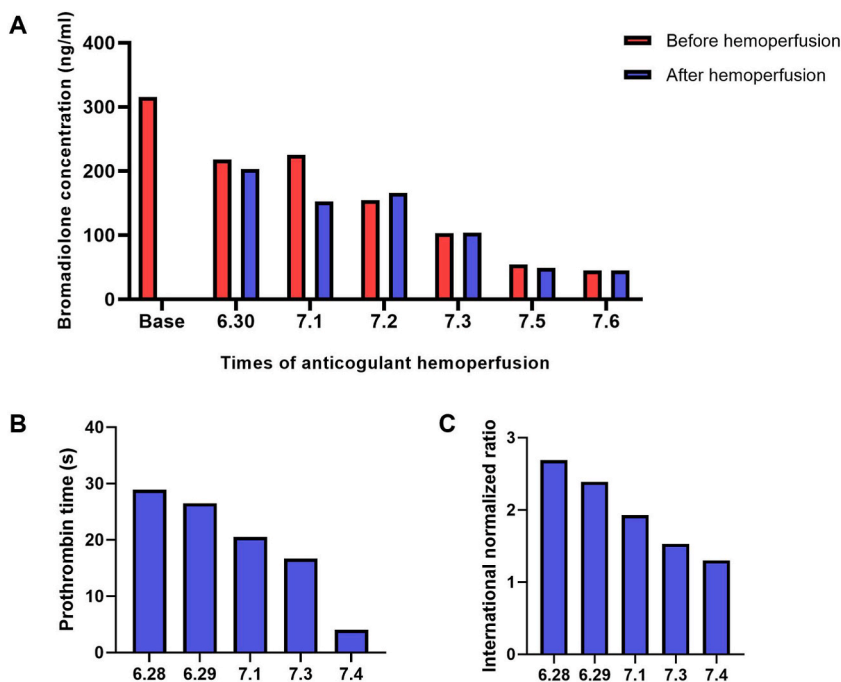 A
Bromadiolone concentration (ng/ml)
400
300
200
100
0
Before hemoperfusion
After hemoperfusion
Base 6.30 7.1 7.2 7.3 7.5 7.6
Times of anticogulant hemoperfusion
B
Prothrombin time (s)
40
30
20
10
0
6.28 6.29 7.1 7.3 7.4
C
International normalized ratio
3
2
1
0
6.28 6.29 7.1 7.3 7.4